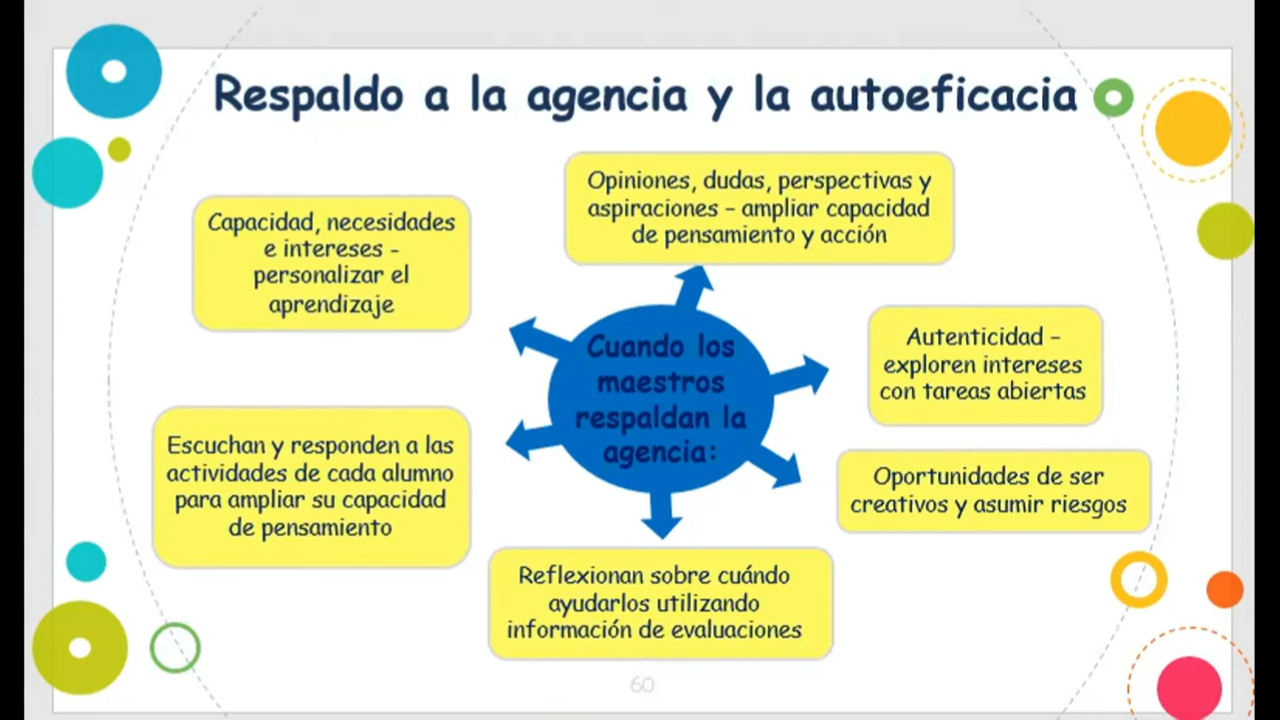 Respaldo a la agencia y la autoeficacia
Opiniones, dudas, perspectivas y
aspiraciones – ampliar capacidad
de pensamiento y acción
Capacidad, necesidades
e intereses –
personalizar el
aprendizaje
Cuando los
maestros
respaldan la
agencia:
Autenticidad –
exploren intereses
con tareas abiertas
Escuchan y responden a las
actividades de cada alumno
para ampliar su capacidad
de pensamiento
Oportunidades de ser
creativos y asumir riesgos
Reflexionan sobre cuándo
ayudarlos utilizando
información de evaluaciones
60